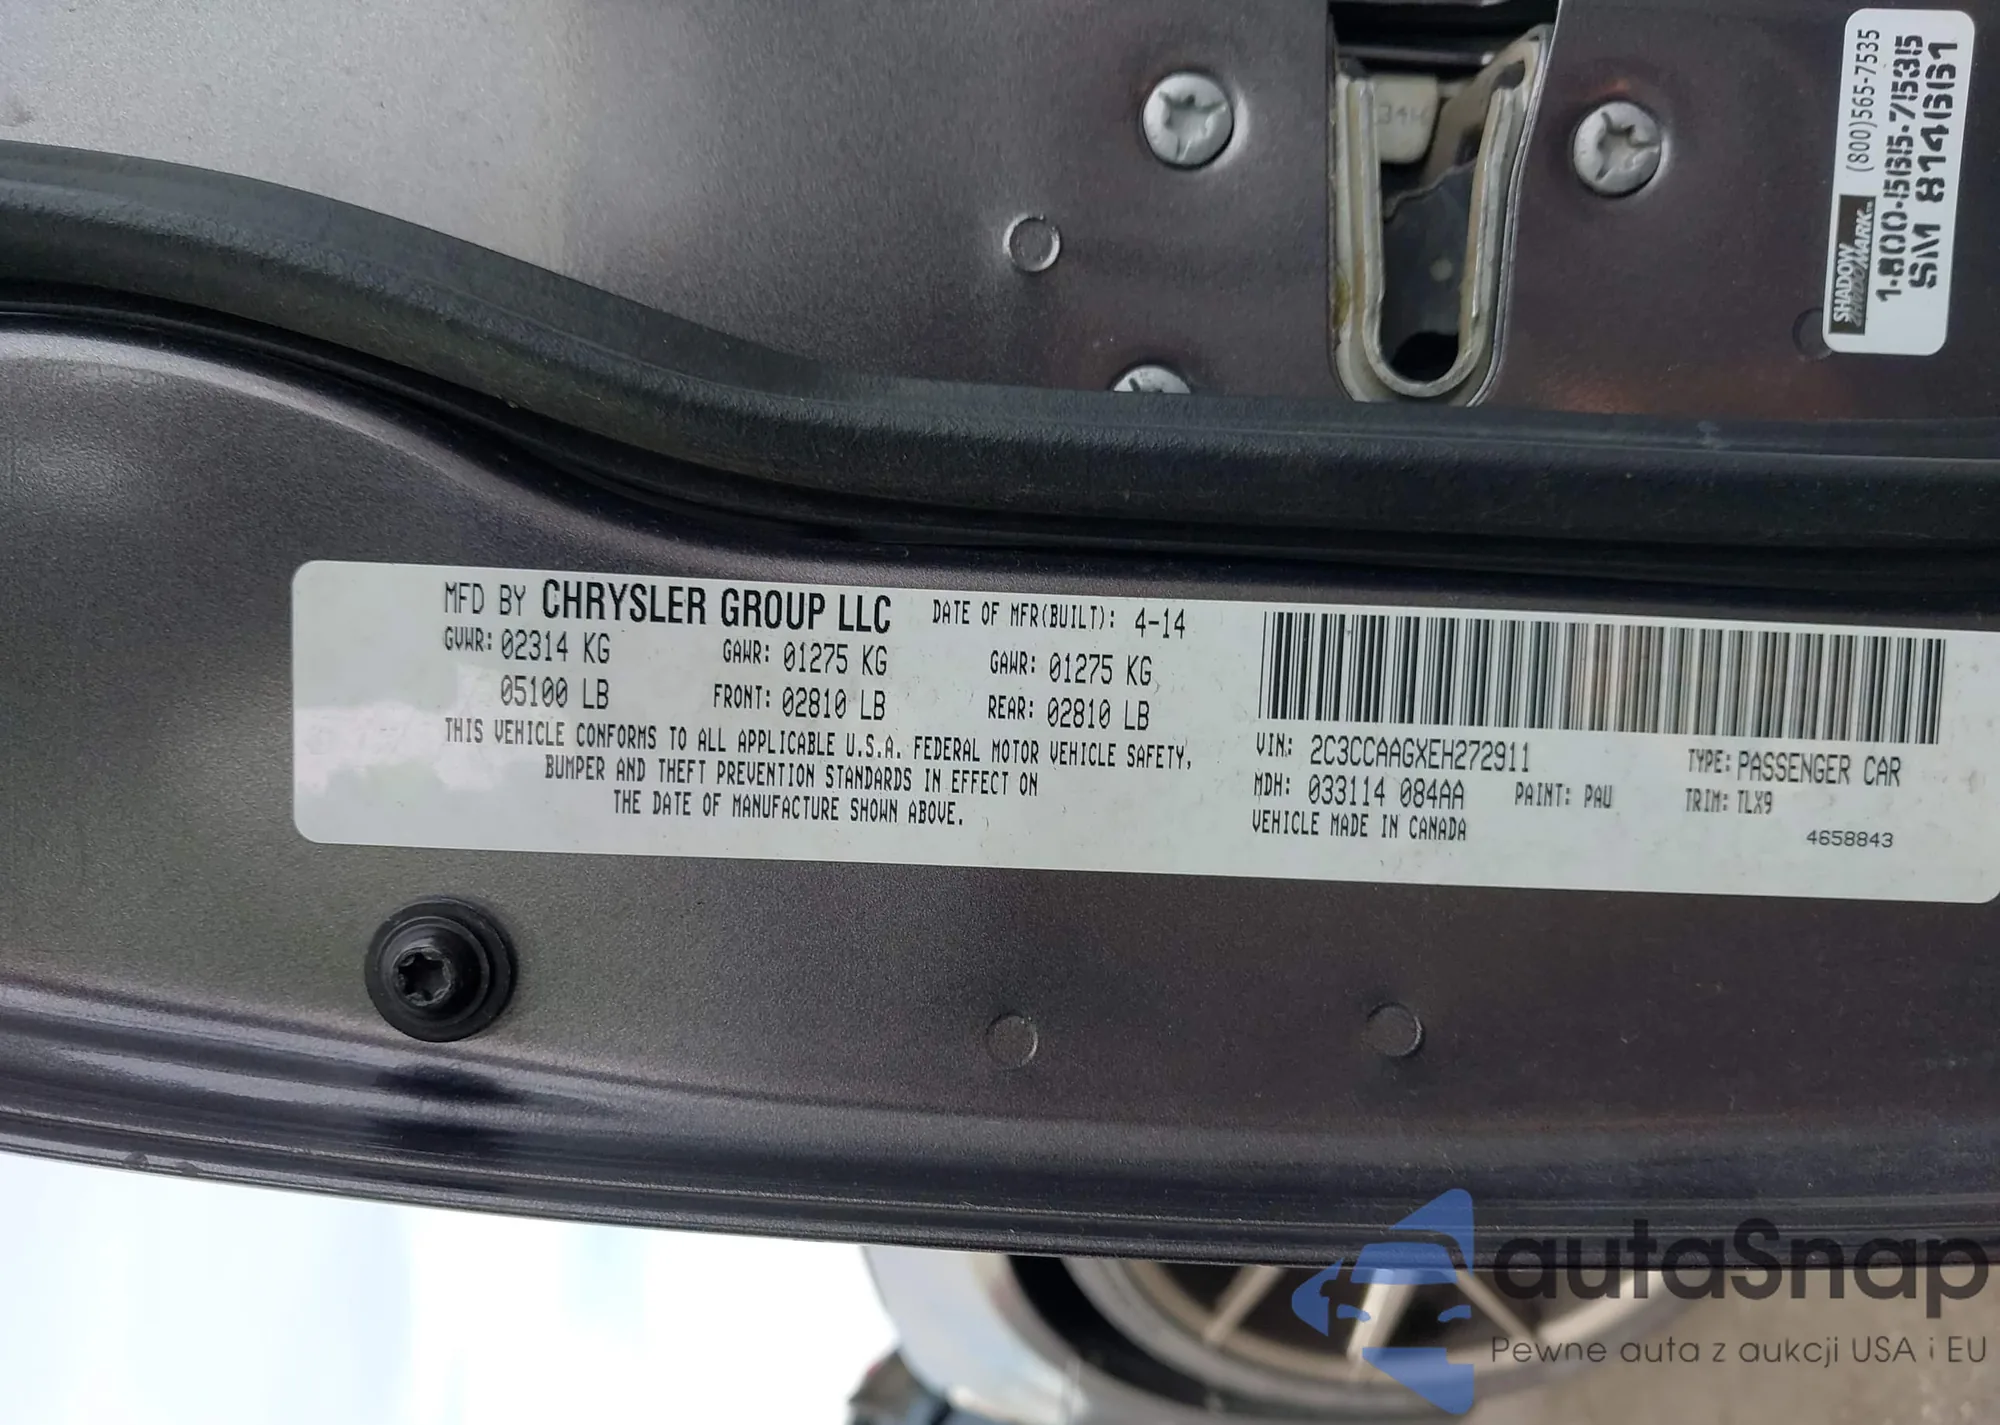 (800)565-7535
SHADOW
MARK
1-800-565-7535
SM 814661
MFD BY CHRYSLER GROUP LLC DATE OF MFR(BUILT): 4-14
GVWR: 02314 KG GAWR: 01275 KG GAWR: 01275 KG
05100 LB FRONT: 02810 LB REAR: 02810 LB
THIS VEHICLE CONFORMS TO ALL APPLICABLE U.S.A. FEDERAL MOTOR VEHICLE SAFETY,
BUMPER AND THEFT PREVENTION STANDARDS IN EFFECT ON
THE DATE OF MANUFACTURE SHOWN ABOVE.
VIN: 2C3CCAAGXEH272911 TYPE: PASSENGER CAR
MDH: 033114 084AA PAINT: PAU TRIM: TLX9
VEHICLE MADE IN CANADA 4658843
autaSnap
Pewne auta z aukcji USA i EU